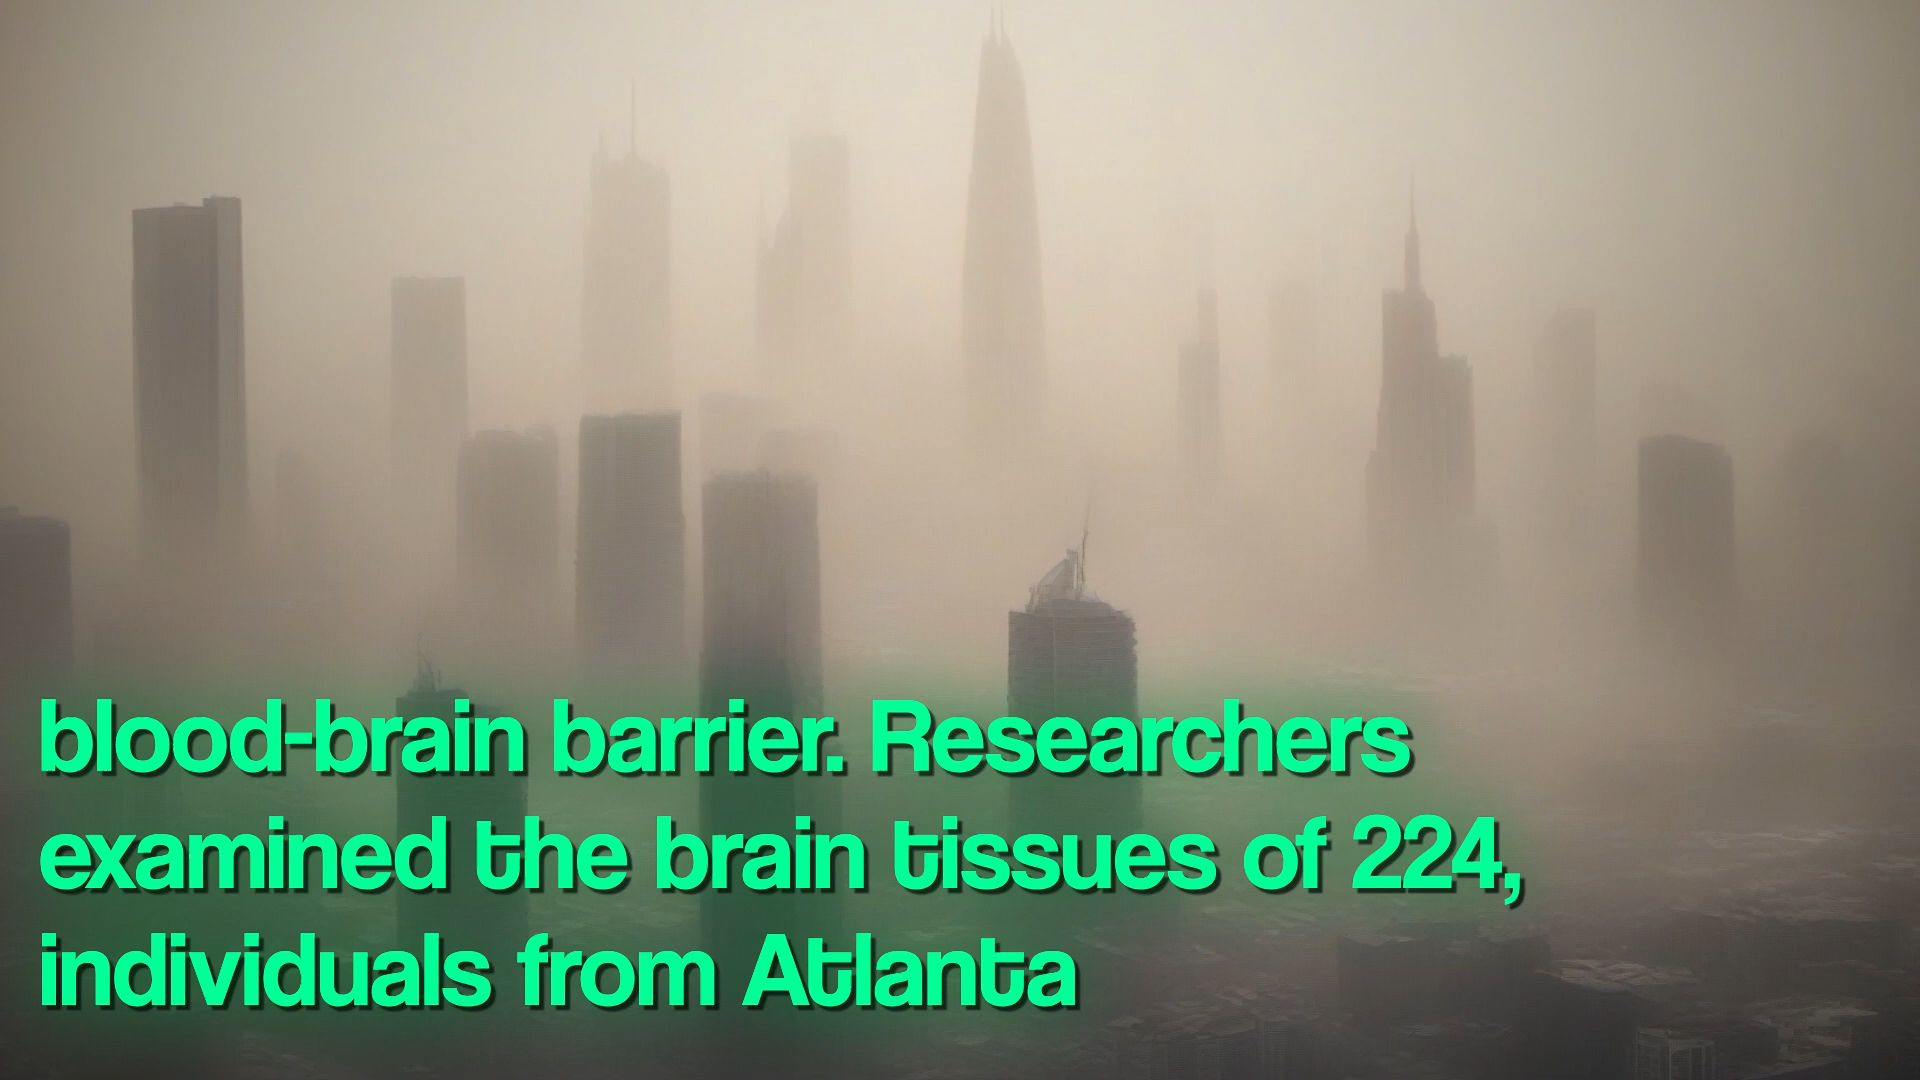 blood-brain barrier. Researchers
examined the brain tissues of 224,
individuals from Atlanta